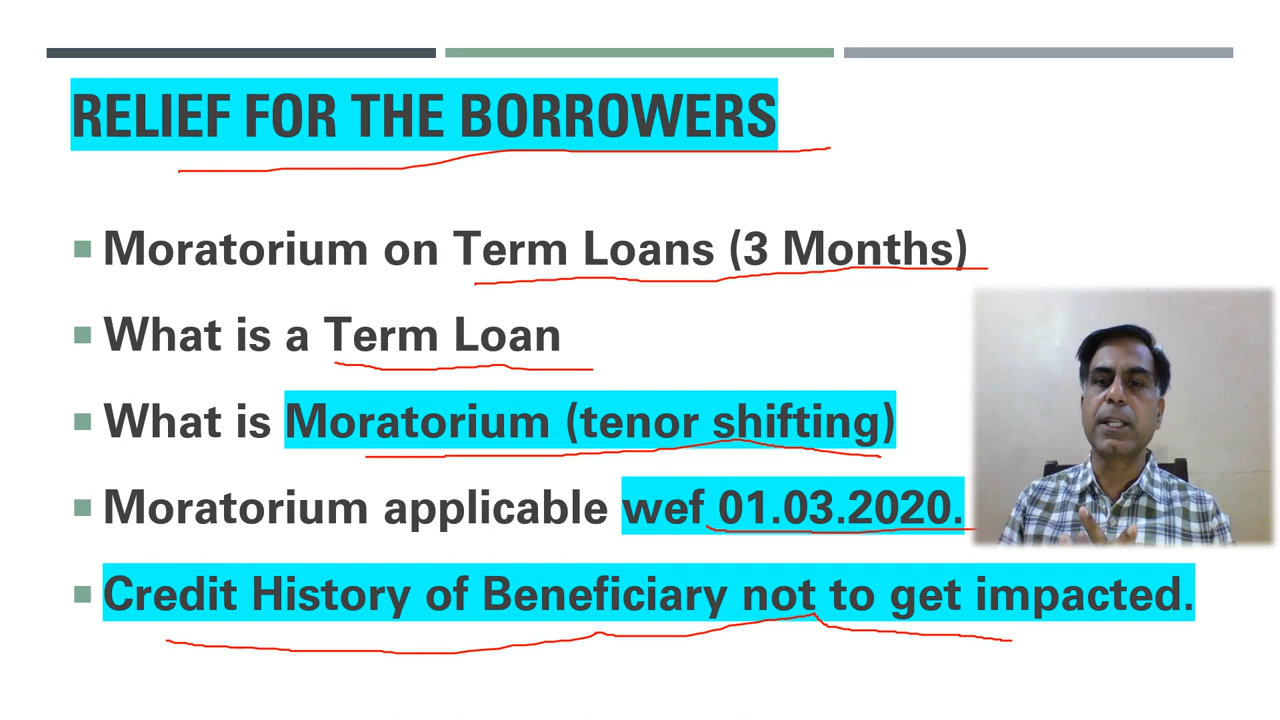 RELIEF FOR THE BORROWERS
Moratorium on Term Loans (3 Months)
What is a Term Loan
What is Moratorium (tenor shifting)
Moratorium applicable wef 01.03.2020.
Credit History of Beneficiary not to get impacted.